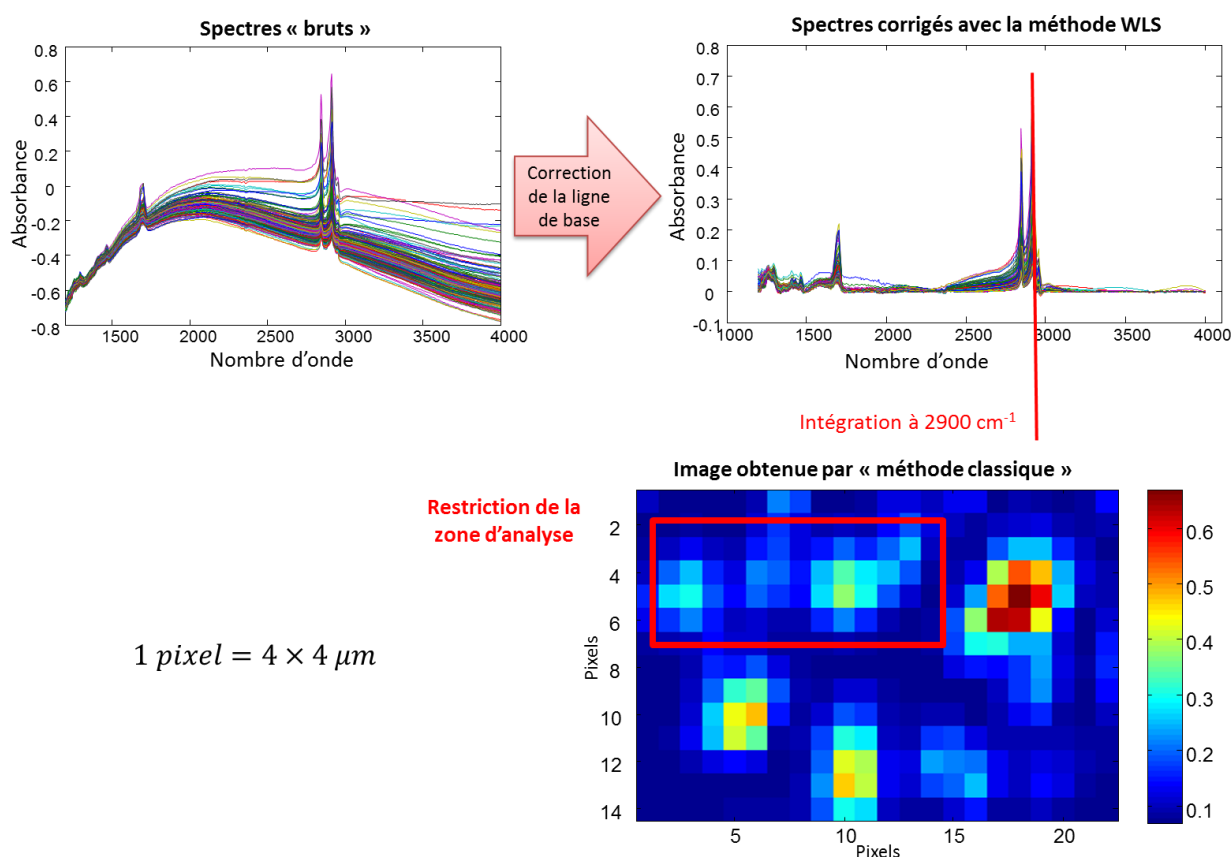 Spectres « bruts »
0.8
0.6
0.4
0.2
0
-0.2
-0.4
-0.6
-0.8
Absorbance
1500 2000 2500 3000 3500 4000
Nombre d’onde
Correction
de la ligne
de base
Spectres corrigés avec la méthode WLS
0.8
0.7
0.6
0.5
0.4
0.3
0.2
0.1
0
-0.1
Absorbance
1000 1500 2000 2500 3000 3500 4000
Nombre d’onde
Intégration à 2900 cm⁻¹
Image obtenue par « méthode classique »
Restriction de la
zone d’analyse
1 pixel = 4 × 4 μm
2
4
6
8
10
12
14
Pixels
5 10 15 20
Pixels
0.6
0.5
0.4
0.3
0.2
0.1